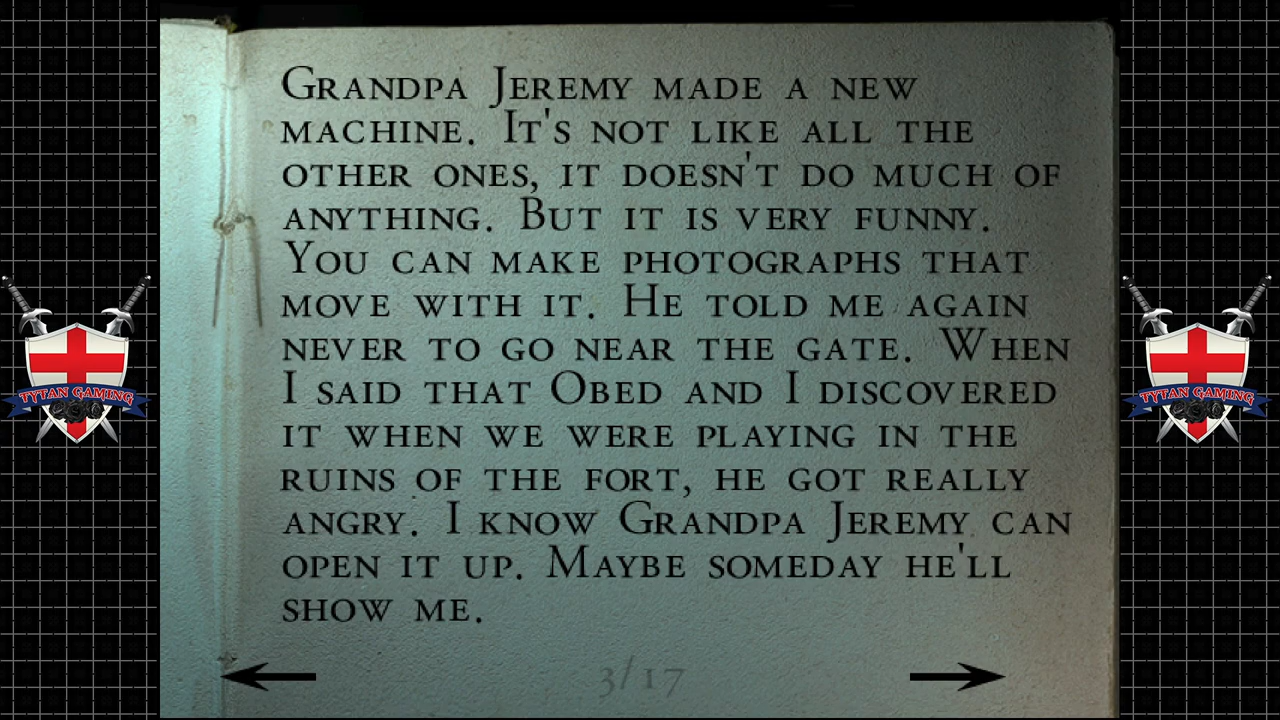 Grandpa Jeremy made a new
machine. It's not like all the
other ones, it doesn't do much of
anything. But it is very funny.
You can make photographs that
move with it. He told me again
never to go near the gate. When
I said that Obed and I discovered
it when we were playing in the
ruins of the fort, he got really
angry. I know Grandpa Jeremy can
open it up. Maybe someday he'll
show me.
3/17
TYTAN GAMING
TYTAN GAMING